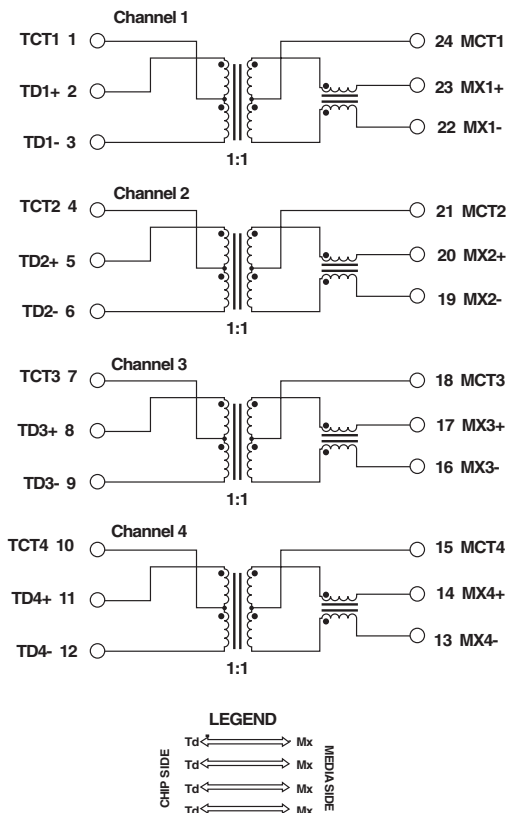 Channel 1
TCT1 1
24 MCT1
TD1+ 2
23 MX1+
22 MX1-
TD1- 3
1:1
Channel 2
TCT2 4
21 MCT2
TD2+ 5
20 MX2+
19 MX2-
TD2- 6
1:1
Channel 3
TCT3 7
18 MCT3
TD3+ 8
17 MX3+
16 MX3-
TD3- 9
1:1
Channel 4
TCT4 10
15 MCT4
TD4+ 11
14 MX4+
13 MX4-
TD4- 12
1:1
LEGEND
CHIP SIDE
Td Mx
Td Mx
Td Mx
Td Mx
MEDIA SIDE